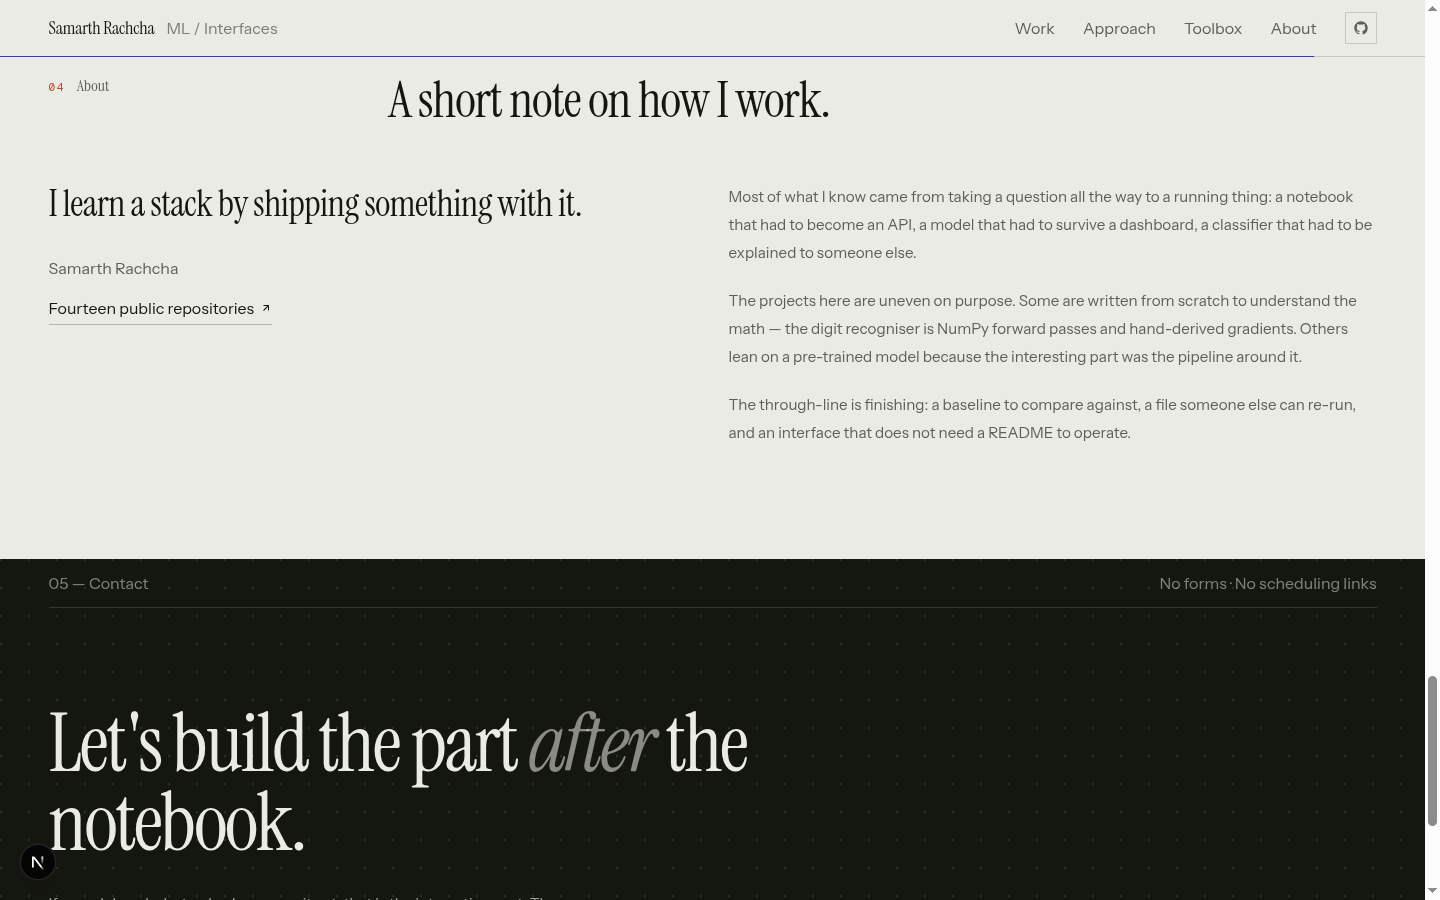 Samarth Rachcha ML / Interfaces Work Approach Toolbox About
04 About
A short note on how I work.
I learn a stack by shipping something with it.
Samarth Rachcha
Fourteen public repositories ↗
Most of what I know came from taking a question all the way to a running thing: a notebook
that had to become an API, a model that had to survive a dashboard, a classifier that had to be
explained to someone else.
The projects here are uneven on purpose. Some are written from scratch to understand the
math — the digit recogniser is NumPy forward passes and hand-derived gradients. Others
lean on a pre-trained model because the interesting part was the pipeline around it.
The through-line is finishing: a baseline to compare against, a file someone else can re-run,
and an interface that does not need a README to operate.
05 — Contact No forms · No scheduling links
Let's build the part after the
notebook.
N